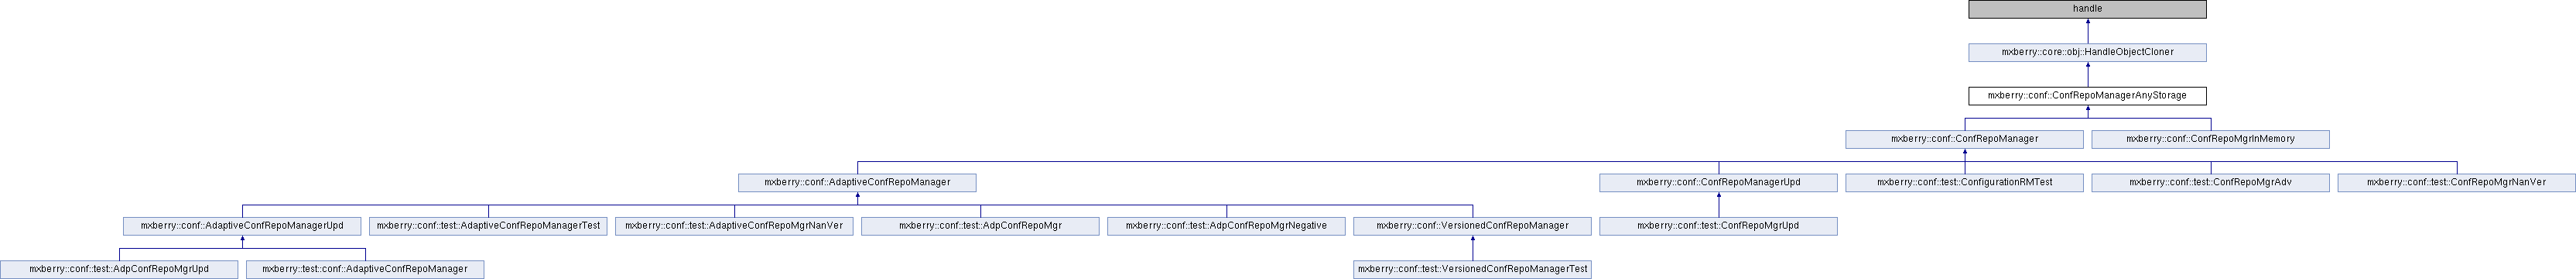 handle
mxberry::core::obj::HandleObjectCloner
mxberry::conf::ConfRepoManagerAnyStorage
mxberry::conf::ConfRepoManager
mxberry::conf::ConfRepoMgrInMemory
mxberry::conf::AdaptiveConfRepoManager
mxberry::conf::ConfRepoManagerUpd
mxberry::conf::test::ConfigurationRMTest
mxberry::conf::test::ConfRepoMgrAdv
mxberry::conf::test::ConfRepoMgrNanVer
mxberry::conf::AdaptiveConfRepoManagerUpd
mxberry::conf::test::AdaptiveConfRepoManagerTest
mxberry::conf::test::AdaptiveConfRepoMgrNanVer
mxberry::conf::test::AdpConfRepoMgr
mxberry::conf::test::AdpConfRepoMgrNegative
mxberry::conf::VersionedConfRepoManager
mxberry::conf::test::ConfRepoMgrUpd
mxberry::conf::test::AdpConfRepoMgrUpd
mxberry::test::conf::AdaptiveConfRepoManager
mxberry::conf::test::VersionedConfRepoManagerTest